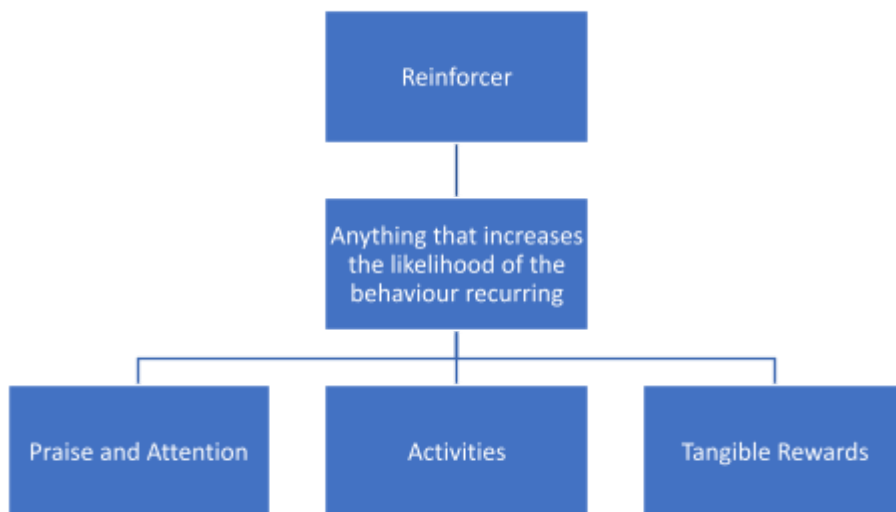 Reinforcer
Anything that increases
the likelihood of the
behaviour recurring
Praise and Attention
Activities
Tangible Rewards